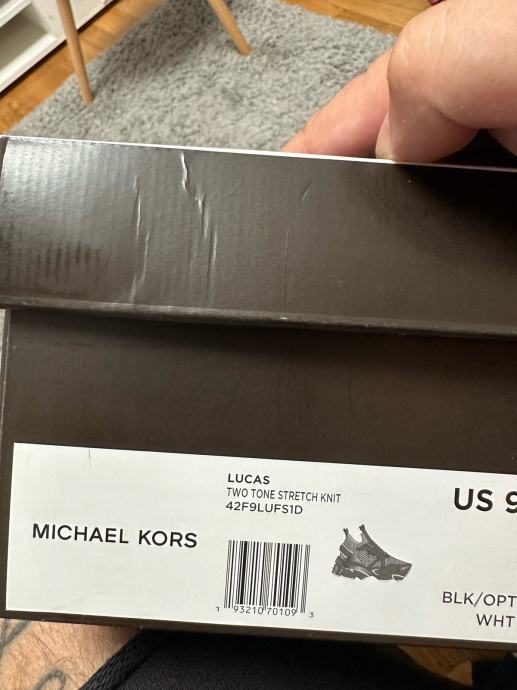 LUCAS
TWO TONE STRETCH KNIT
42F9LUFS1D
US 9
MICHAEL KORS
1 93210 70109 3
BLK/OPT
WHT